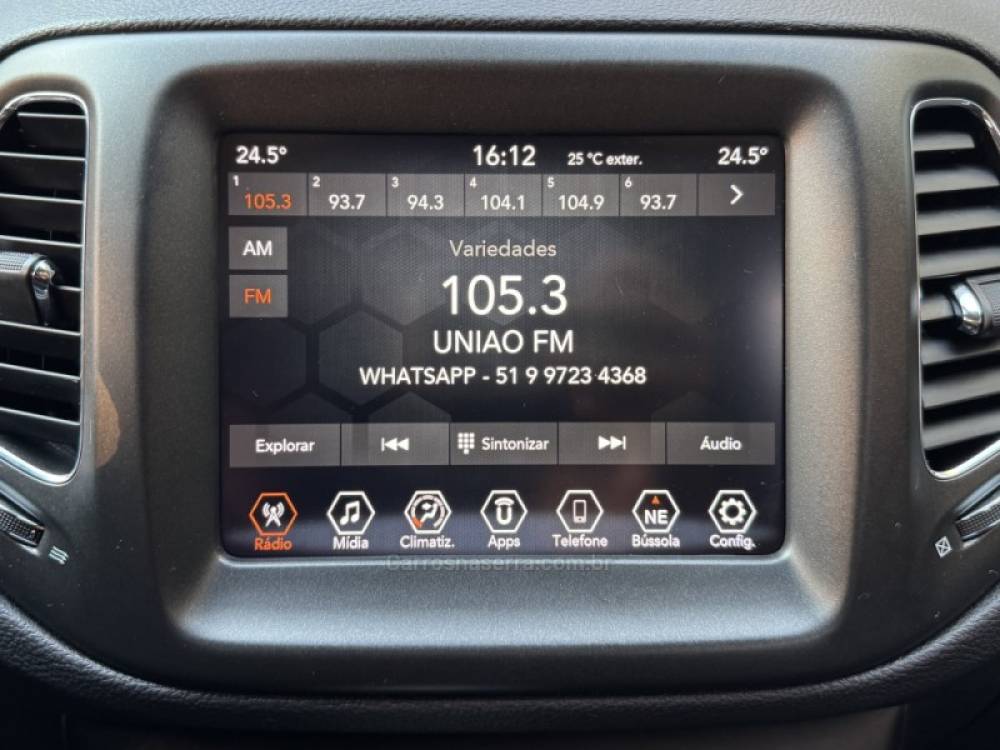 24.5° 16:12 25 °C exter. 24.5°
1 105.3 2 93.7 3 94.3 4 104.1 5 104.9 6 93.7
AM
Variedades
FM
105.3
UNIAO FM
WHATSAPP - 51 9 9723 4368
Explorar Sintonizar Áudio
NE
Rádio Mídia Climatiz. Apps Telefone Bússola Config.
Carrosnaserra.com.br